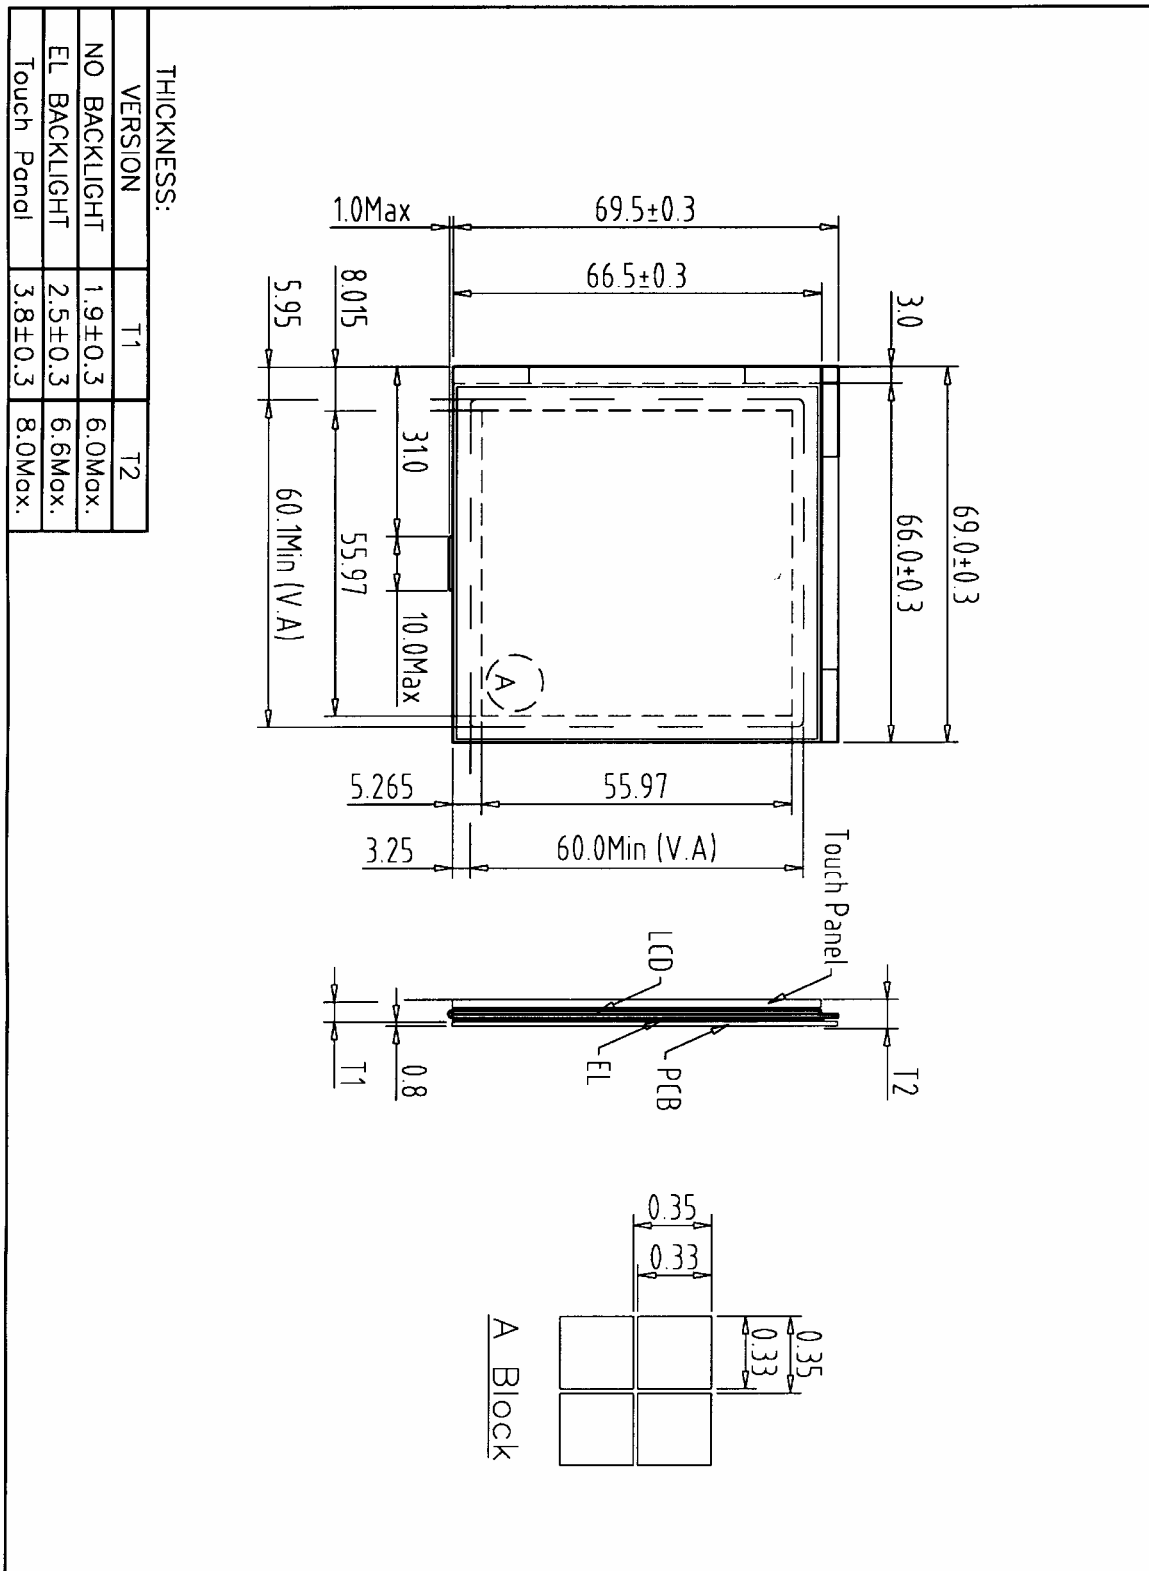 69.0±0.3
3.0
66.0±0.3
69.5±0.3
66.5±0.3
1.0Max
31.0
10.0Max
8.015
55.97
5.95
60.1Min (V.A)
A
5.265
55.97
3.25
60.0Min (V.A)
Touch Panel
LCD
EL
PCB
T2
0.8
T1
0.35
0.33
0.35
0.33
A Block
THICKNESS:
VERSION T1 T2
NO BACKLIGHT 1.9±0.3 6.0Max.
EL BACKLIGHT 2.5±0.3 6.6Max.
Touch Panal 3.8±0.3 8.0Max.